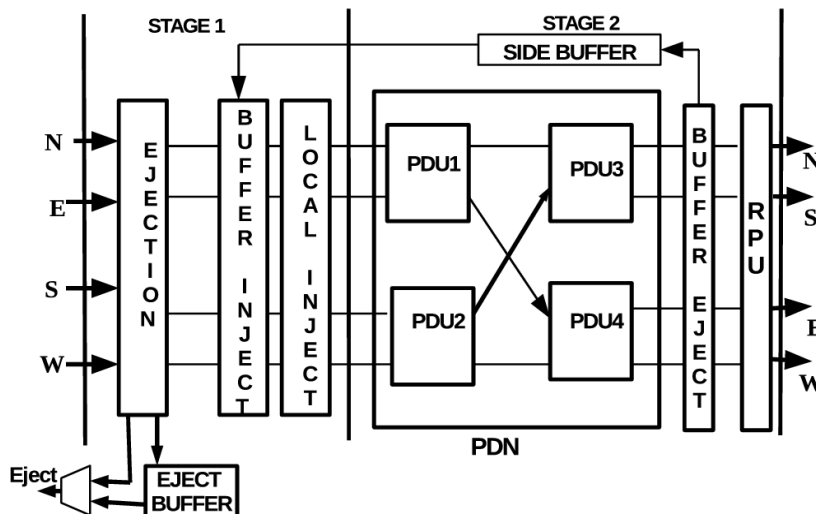 STAGE 1
STAGE 2
SIDE BUFFER
N
E
S
W
EJECTION
BUFFER INJECT
LOCAL INJECT
PDU1
PDU2
PDU3
PDU4
PDN
BUFFER EJECT
RPU
N
S
E
W
Eject
EJECT
BUFFER